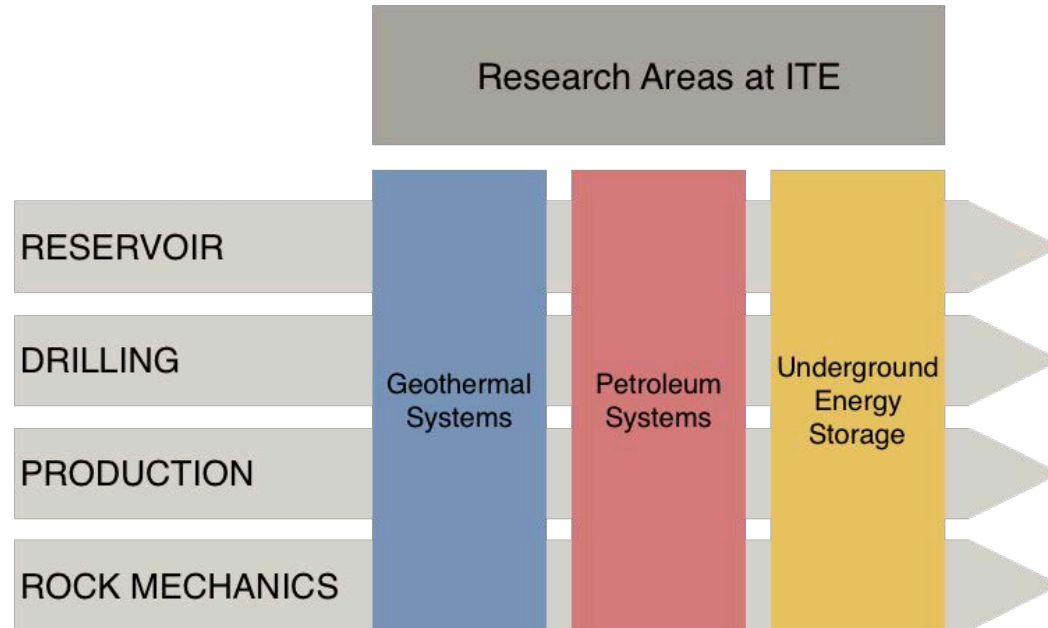 Research Areas at ITE
RESERVOIR
DRILLING
PRODUCTION
ROCK MECHANICS
Geothermal
Systems
Petroleum
Systems
Underground
Energy
Storage